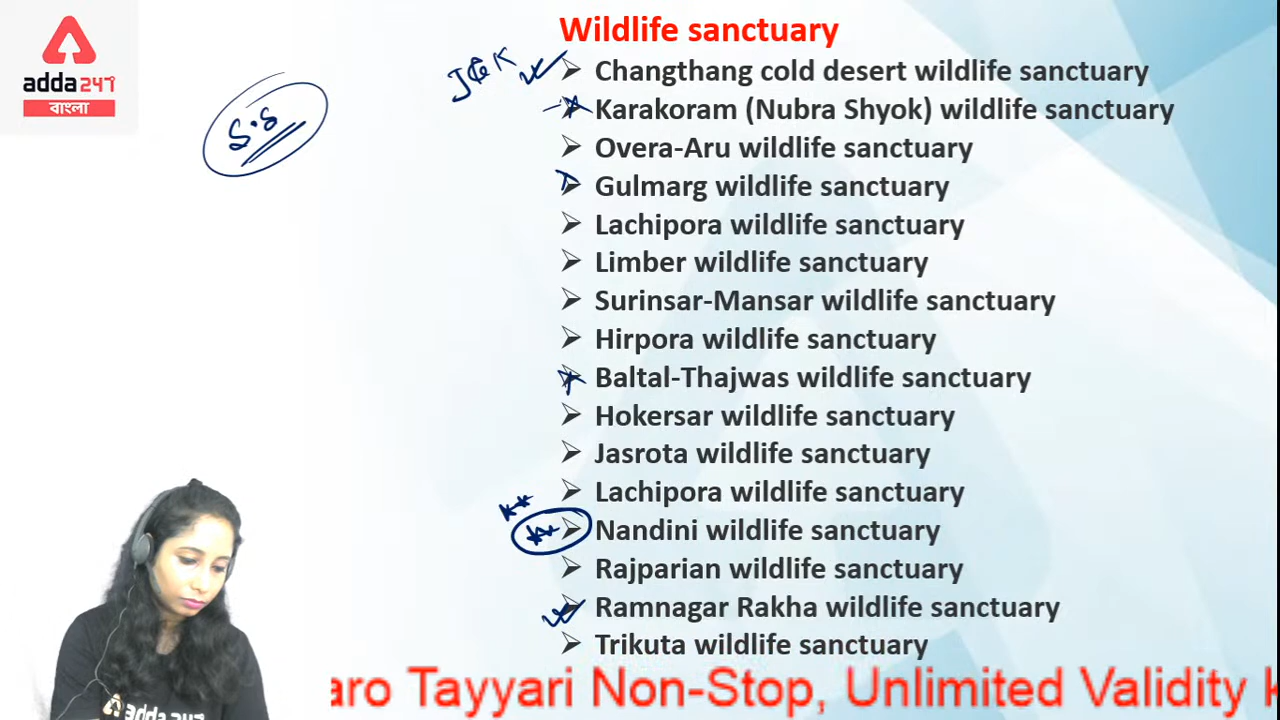 adda247
বাংলা
S.S
J&K
Wildlife sanctuary
Changthang cold desert wildlife sanctuary
Karakoram (Nubra Shyok) wildlife sanctuary
Overa-Aru wildlife sanctuary
Gulmarg wildlife sanctuary
Lachipora wildlife sanctuary
Limber wildlife sanctuary
Surinsar-Mansar wildlife sanctuary
Hirpora wildlife sanctuary
Baltal-Thajwas wildlife sanctuary
Hokersar wildlife sanctuary
Jasrota wildlife sanctuary
Lachipora wildlife sanctuary
Nandini wildlife sanctuary
Rajparian wildlife sanctuary
Ramnagar Rakha wildlife sanctuary
Trikuta wildlife sanctuary
adda247
aro Tayyari Non-Stop, Unlimited Validity